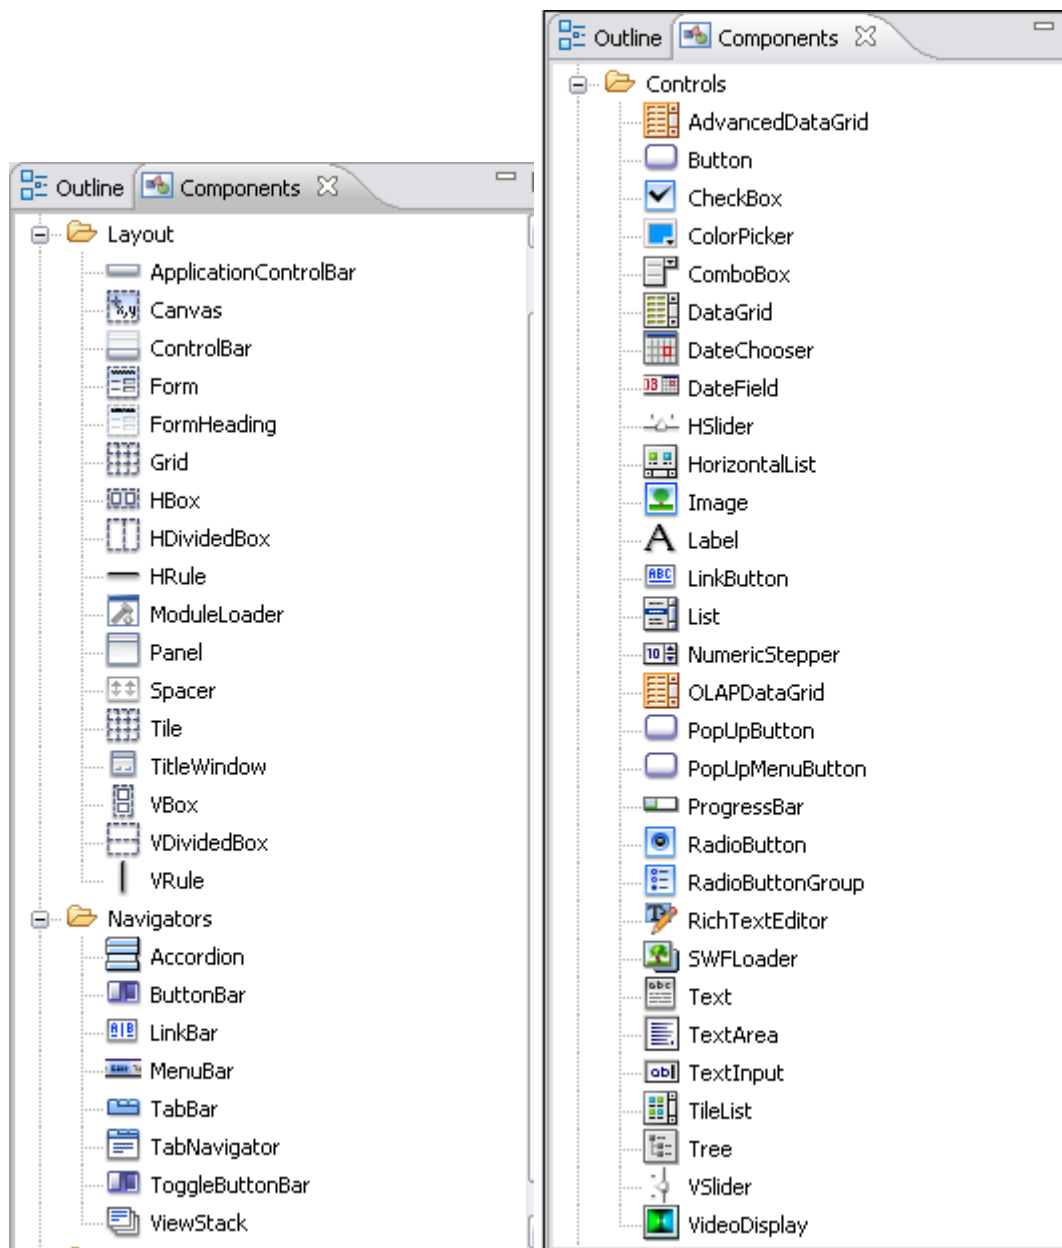 Outline Components
Layout
ApplicationControlBar
Canvas
ControlBar
Form
FormHeading
Grid
HBox
HDividedBox
HRule
ModuleLoader
Panel
Spacer
Tile
TitleWindow
VBox
VDividedBox
VRule
Navigators
Accordion
ButtonBar
LinkBar
MenuBar
TabBar
TabNavigator
ToggleButtonBar
ViewStack
Outline Components
Controls
AdvancedDataGrid
Button
CheckBox
ColorPicker
ComboBox
DataGrid
DateChooser
DateField
HSlider
HorizontalList
Image
Label
LinkButton
List
NumericStepper
OLAPDataGrid
PopUpButton
PopUpMenuButton
ProgressBar
RadioButton
RadioButtonGroup
RichTextEditor
SWFLoader
Text
TextArea
TextInput
TileList
Tree
VSlider
VideoDisplay